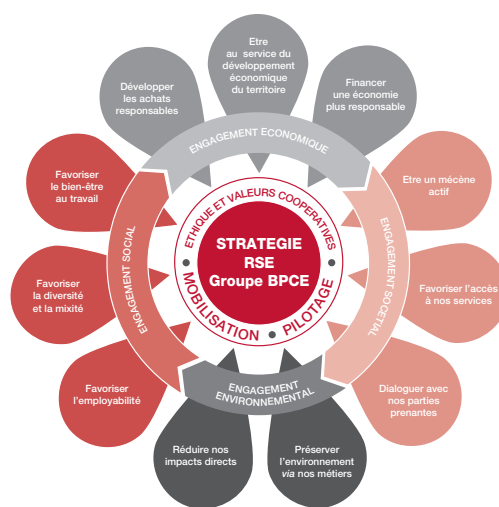 Etre
au service du
développement
économique
du territoire
Développer
les achats
responsables
Financer
une économie
plus responsable
ENGAGEMENT ECONOMIQUE
Favoriser
le bien-être
au travail
Etre un mécène
actif
ETHIQUE ET VALEURS COOPERATIVES
STRATEGIE
RSE
Groupe BPCE
MOBILISATION • PILOTAGE
ENGAGEMENT SOCIAL
ENGAGEMENT SOCIETAL
Favoriser
la diversité
et la mixité
Favoriser l'accès
à nos services
Favoriser
l'employabilité
Dialoguer avec
nos parties
prenantes
ENGAGEMENT
ENVIRONNEMENTAL
Réduire nos
impacts directs
Préserver
l'environnement
via nos métiers